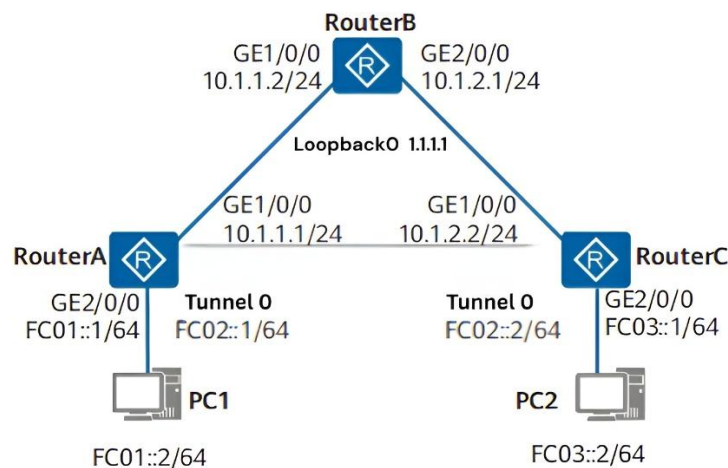 RouterB
GE1/0/0
10.1.1.2/24
GE2/0/0
10.1.2.1/24
R
Loopback0 1.1.1.1
GE1/0/0
10.1.1.1/24
GE1/0/0
10.1.2.2/24
RouterA
R
R
RouterC
GE2/0/0
FC01::1/64
Tunnel 0
FC02::1/64
Tunnel 0
FC02::2/64
GE2/0/0
FC03::1/64
PC1
PC2
FC01::2/64
FC03::2/64